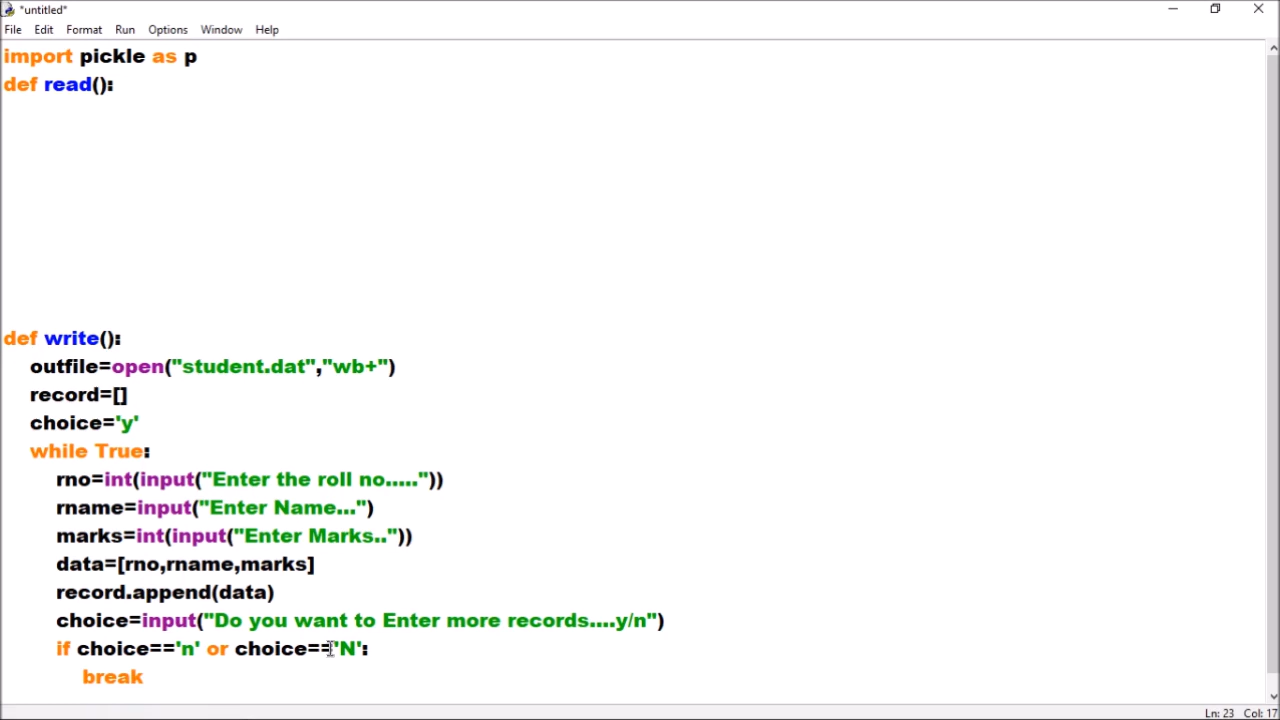 *untitled*
File Edit Format Run Options Window Help
import pickle as p
def read():
def write():
outfile=open("student.dat","wb+")
record=[]
choice='y'
while True:
rno=int(input("Enter the roll no....."))
rname=input("Enter Name...")
marks=int(input("Enter Marks.."))
data=[rno,rname,marks]
record.append(data)
choice=input("Do you want to Enter more records....y/n")
if choice=='n' or choice=='N':
break
Ln: 23 Col: 17